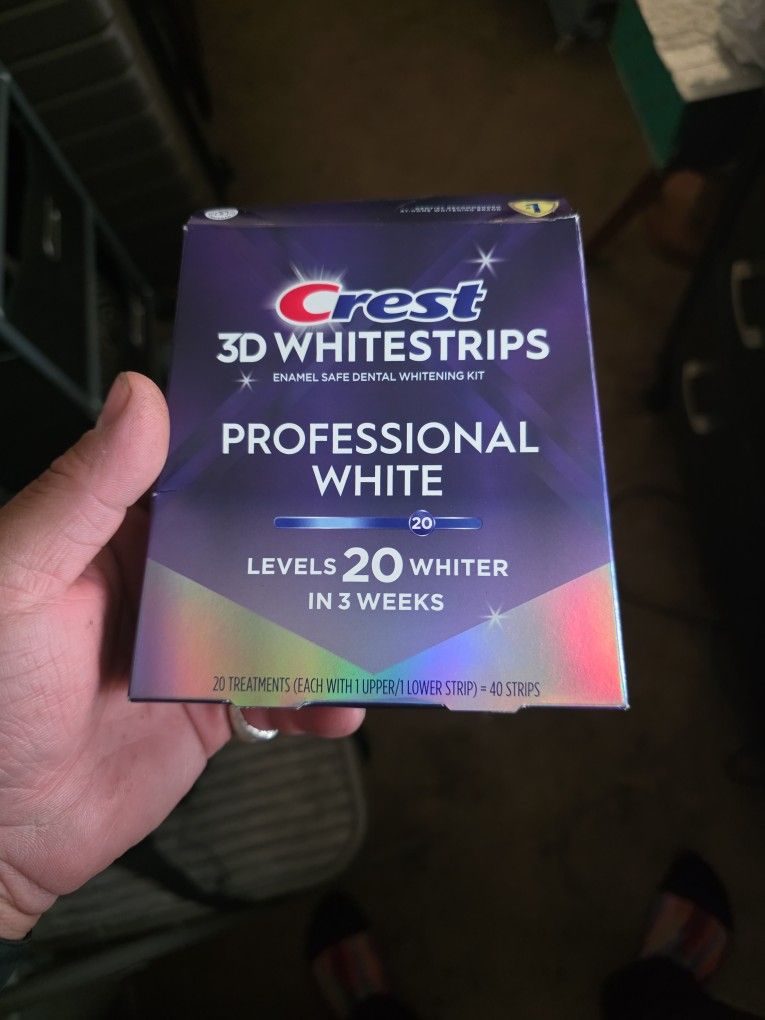 1
Crest
3D WHITESTRIPS
ENAMEL SAFE DENTAL WHITENING KIT
PROFESSIONAL
WHITE
20
LEVELS 20 WHITER
IN 3 WEEKS
20 TREATMENTS (EACH WITH 1 UPPER/1 LOWER STRIP) = 40 STRIPS